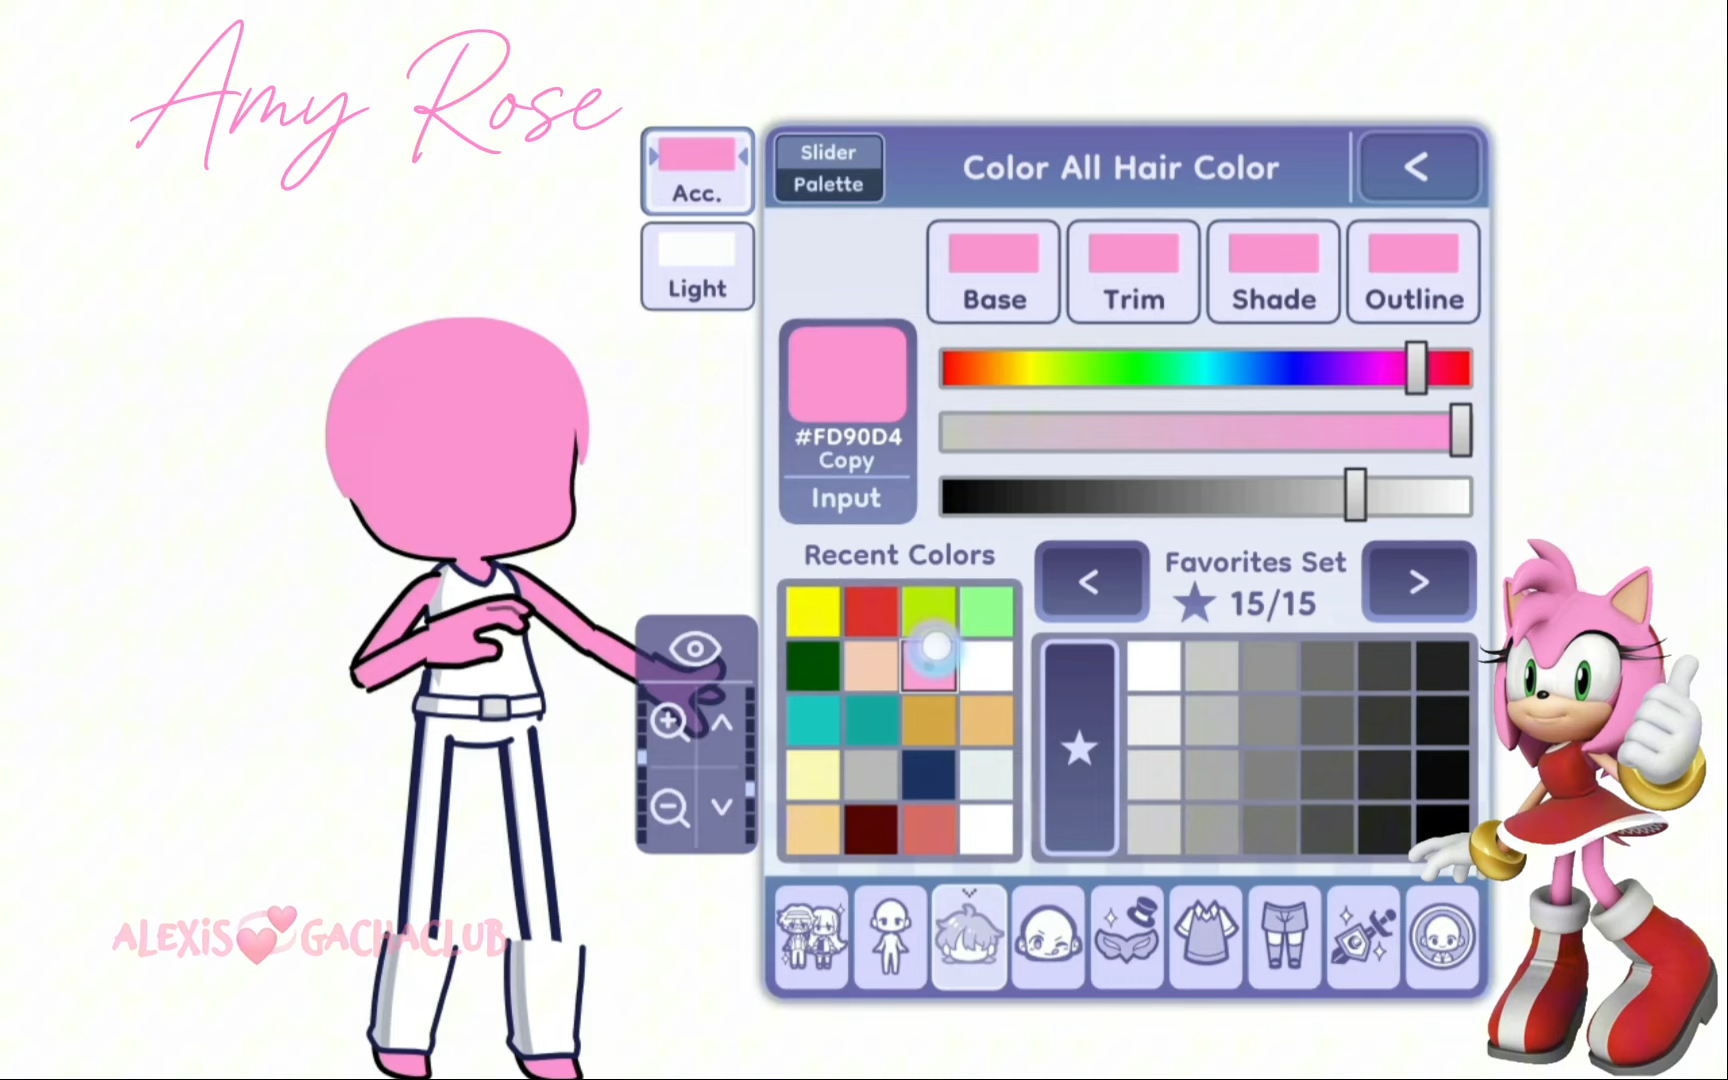 Amy Rose
Acc.
Light
Slider
Palette
Color All Hair Color
<
Base
Trim
Shade
Outline
#FD90D4
Copy
Input
Recent Colors
<
Favorites Set
15/15
>
ALEXIS GACHACLUB